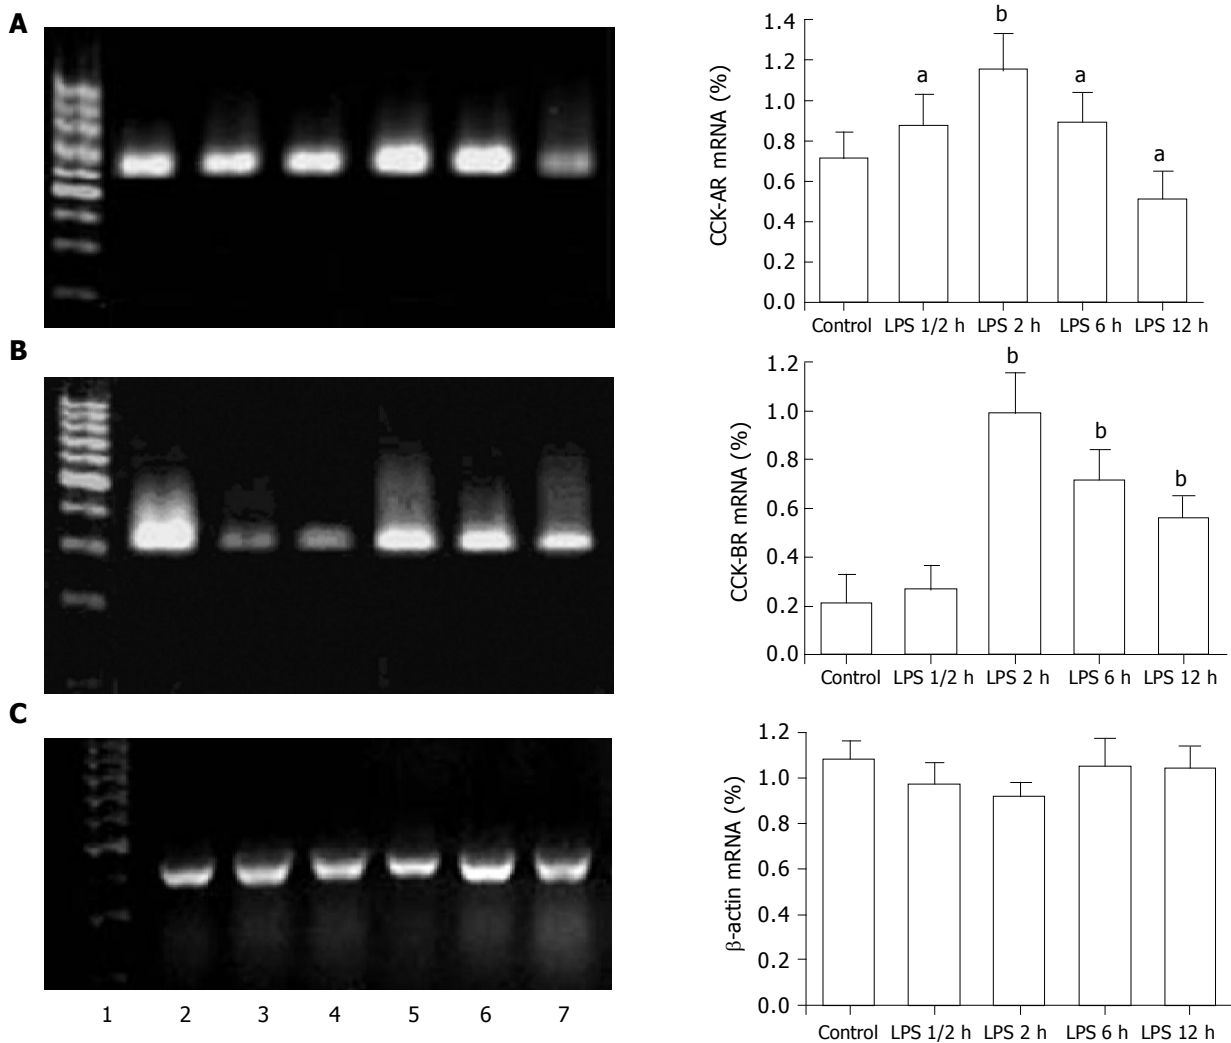 A
CCK-AR mRNA (%)
1.4
1.2
1.0
0.8
0.6
0.4
0.2
0.0
a
b
a
a
Control LPS 1/2 h LPS 2 h LPS 6 h LPS 12 h
B
CCK-BR mRNA (%)
1.2
1.0
0.8
0.6
0.4
0.2
0.0
b
b
b
Control LPS 1/2 h LPS 2 h LPS 6 h LPS 12 h
C
1 2 3 4 5 6 7
β-actin mRNA (%)
1.2
1.0
0.8
0.6
0.4
0.2
0.0
Control LPS 1/2 h LPS 2 h LPS 6 h LPS 12 h